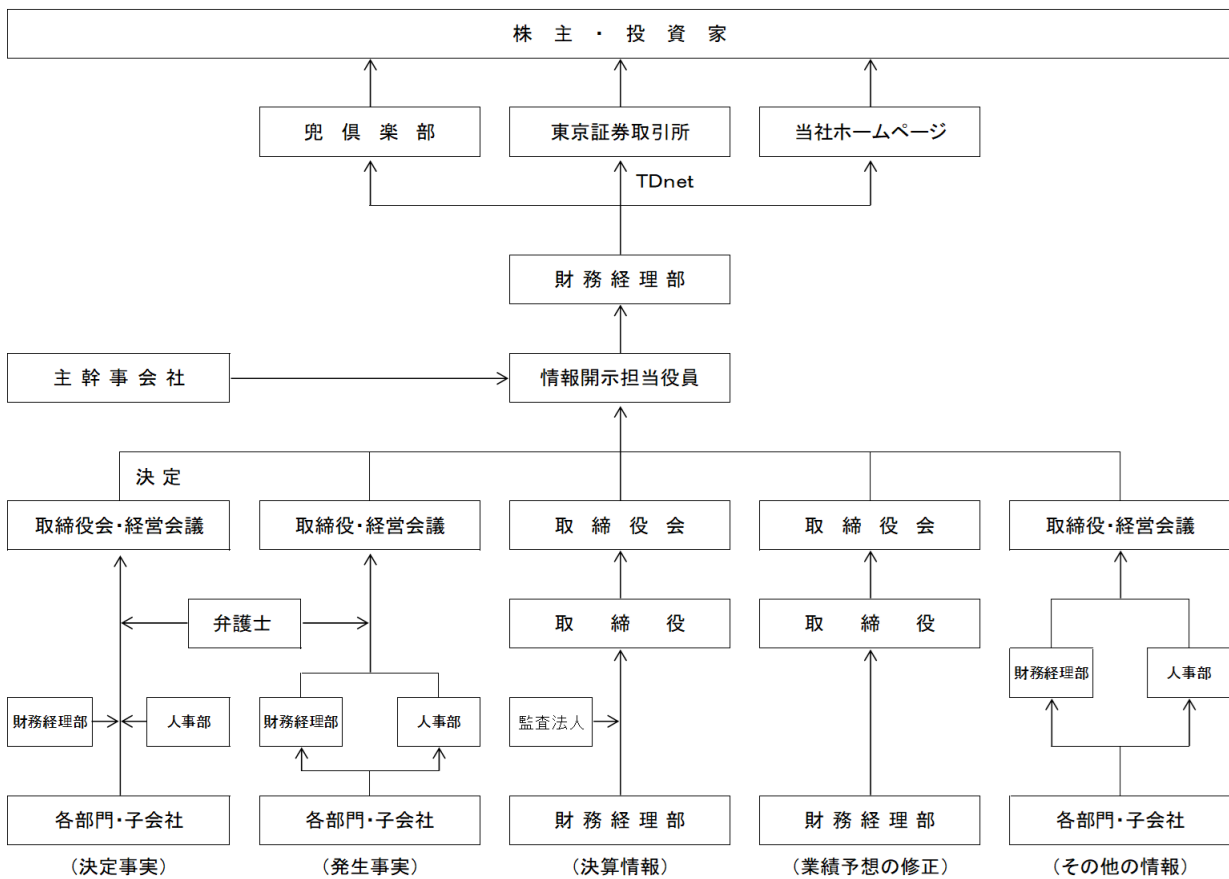 株主・投資家
兜倶楽部
東京証券取引所
当社ホームページ
TDnet
財務経理部
主幹事会社
情報開示担当役員
決定
取締役会・経営会議
取締役・経営会議
取締役会
取締役会
取締役・経営会議
弁護士
取締役
取締役
財務経理部
人事部
財務経理部
人事部
財務経理部
人事部
監査法人
各部門・子会社
各部門・子会社
財務経理部
財務経理部
各部門・子会社
（決定事実）
（発生事実）
（決算情報）
（業績予想の修正）
（その他の情報）